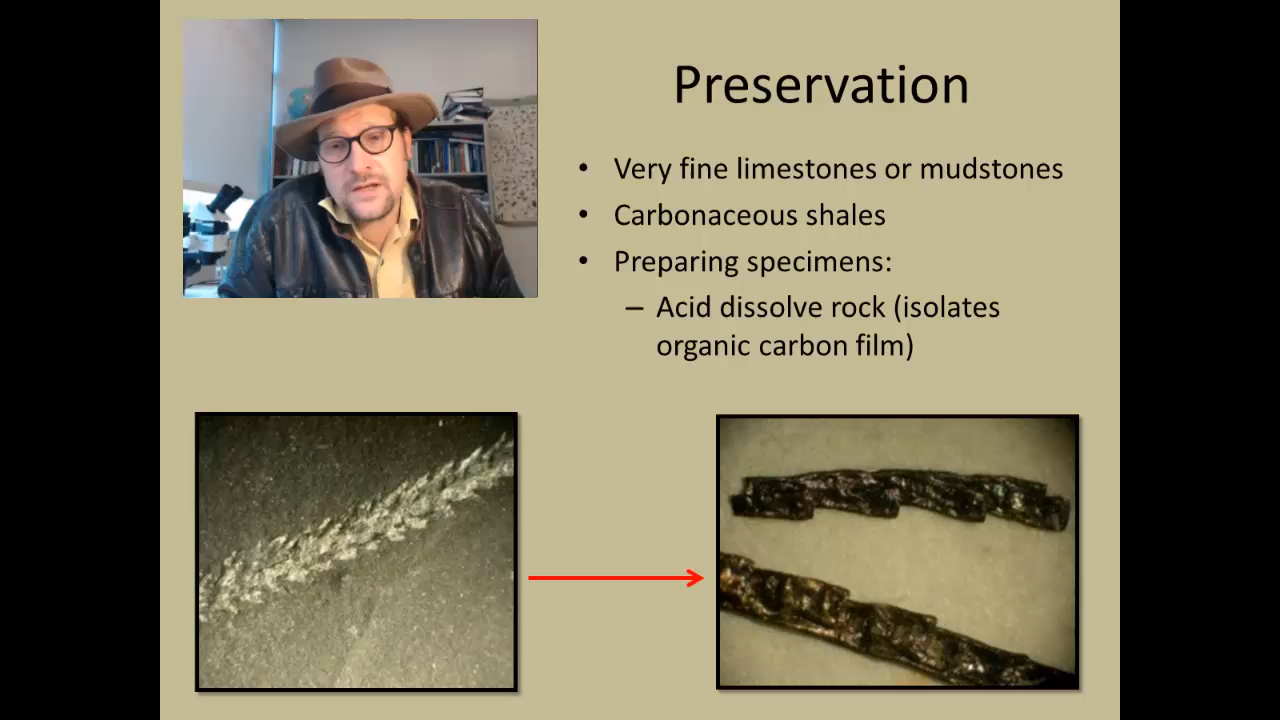 Preservation
• Very fine limestones or mudstones
• Carbonaceous shales
• Preparing specimens:
– Acid dissolve rock (isolates
organic carbon film)